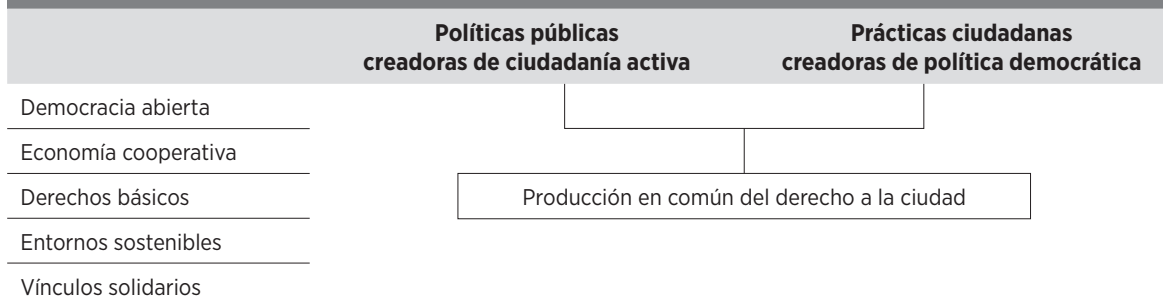 Políticas públicas
creadoras de ciudadanía activa
Prácticas ciudadanas
creadoras de política democrática
Democracia abierta
Economía cooperativa
Derechos básicos
Producción en común del derecho a la ciudad
Entornos sostenibles
Vínculos solidarios